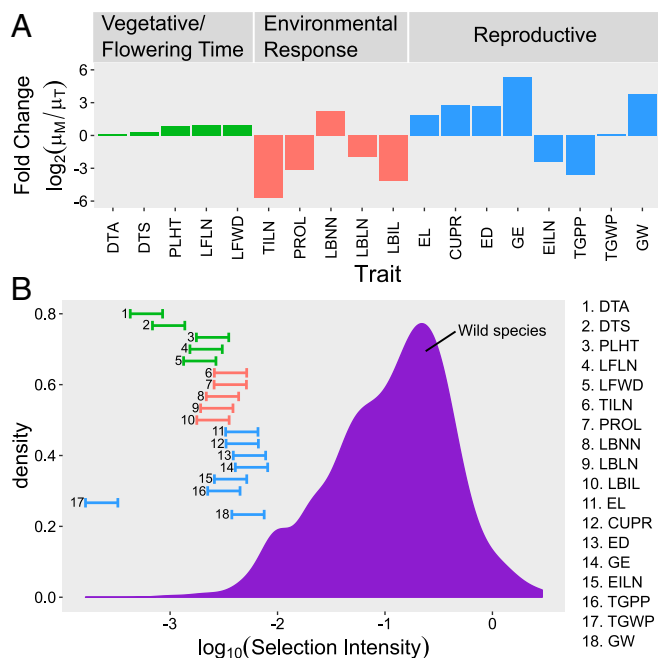 A
Vegetative/
Flowering Time
Environmental
Response
Reproductive
Fold Change
log₂(μM/μT)
6
3
0
-3
-6
DTA
DTS
PLHT
LFLN
LFWD
TILN
PROL
LBNN
LBLN
LBIL
EL
CUPR
ED
GE
EILN
TGPP
TGWP
GW
Trait
B
density
0.8
0.6
0.4
0.2
0.0
1
2
3
4
5
6
7
8
9
10
11
12
13
14
15
16
17
18
Wild species
-3
-2
-1
0
log₁₀(Selection Intensity)
1. DTA
2. DTS
3. PLHT
4. LFLN
5. LFWD
6. TILN
7. PROL
8. LBNN
9. LBLN
10. LBIL
11. EL
12. CUPR
13. ED
14. GE
15. EILN
16. TGPP
17. TGWP
18. GW